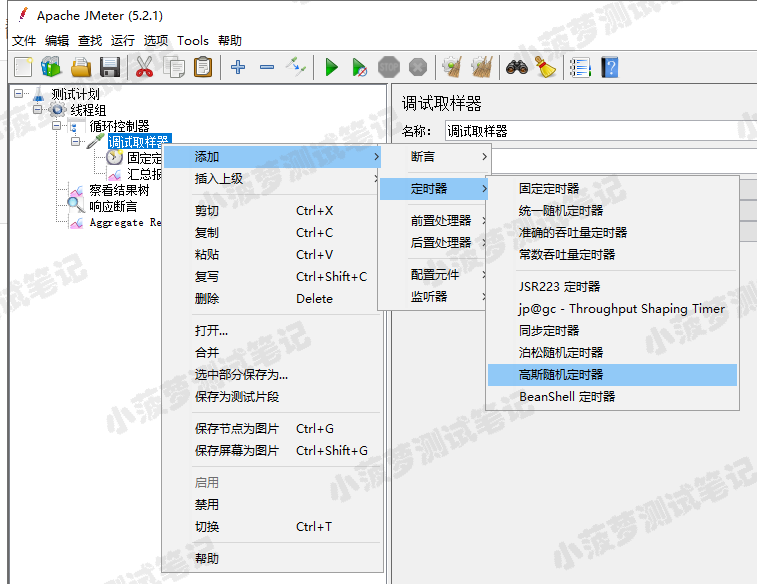 Apache JMeter (5.2.1)
文件 编辑 查找 运行 选项 Tools 帮助
测试计划
线程组
循环控制器
调试取样器
固定定
汇总报
察看结果树
响应断言
Aggregate Re
调试取样器
名称： 调试取样器
添加
插入上级
剪切 Ctrl+X
复制 Ctrl+C
粘贴 Ctrl+V
复写 Ctrl+Shift+C
删除 Delete
打开...
合并
选中部分保存为...
保存为测试片段
保存节点为图片 Ctrl+G
保存屏幕为图片 Ctrl+Shift+G
启用
禁用
切换 Ctrl+T
帮助
断言
定时器
前置处理器
后置处理器
配置元件
监听器
固定定时器
统一随机定时器
准确的吞吐量定时器
常数吞吐量定时器
JSR223 定时器
jp@gc - Throughput Shaping Timer
同步定时器
泊松随机定时器
高斯随机定时器
BeanShell 定时器
小菠萝测试笔记